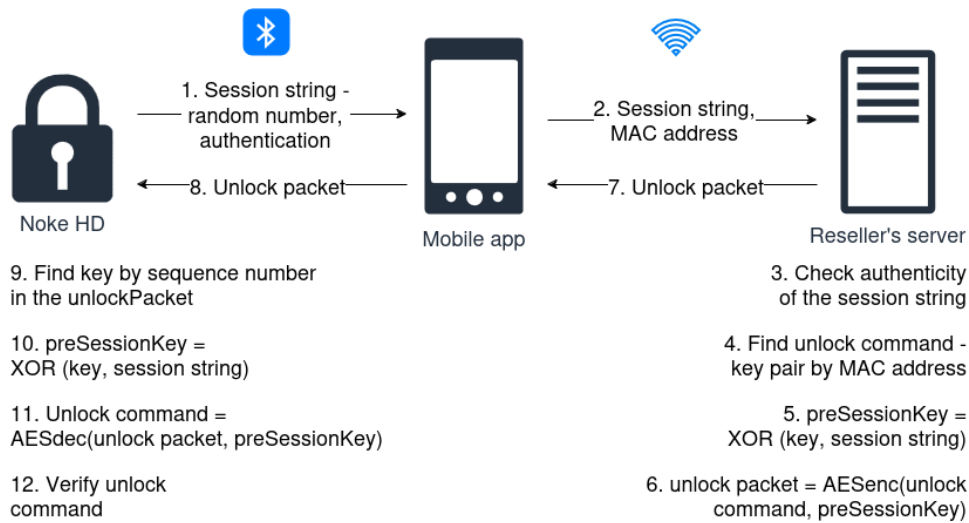 1. Session string -
random number,
authentication
2. Session string,
MAC address
8. Unlock packet
7. Unlock packet
Noke HD
Mobile app
Reseller's server
9. Find key by sequence number
in the unlockPacket
10. preSessionKey =
XOR (key, session string)
11. Unlock command =
AESdec(unlock packet, preSessionKey)
12. Verify unlock
command
3. Check authenticity
of the session string
4. Find unlock command -
key pair by MAC address
5. preSessionKey =
XOR (key, session string)
6. unlock packet = AESenc(unlock
command, preSessionKey)